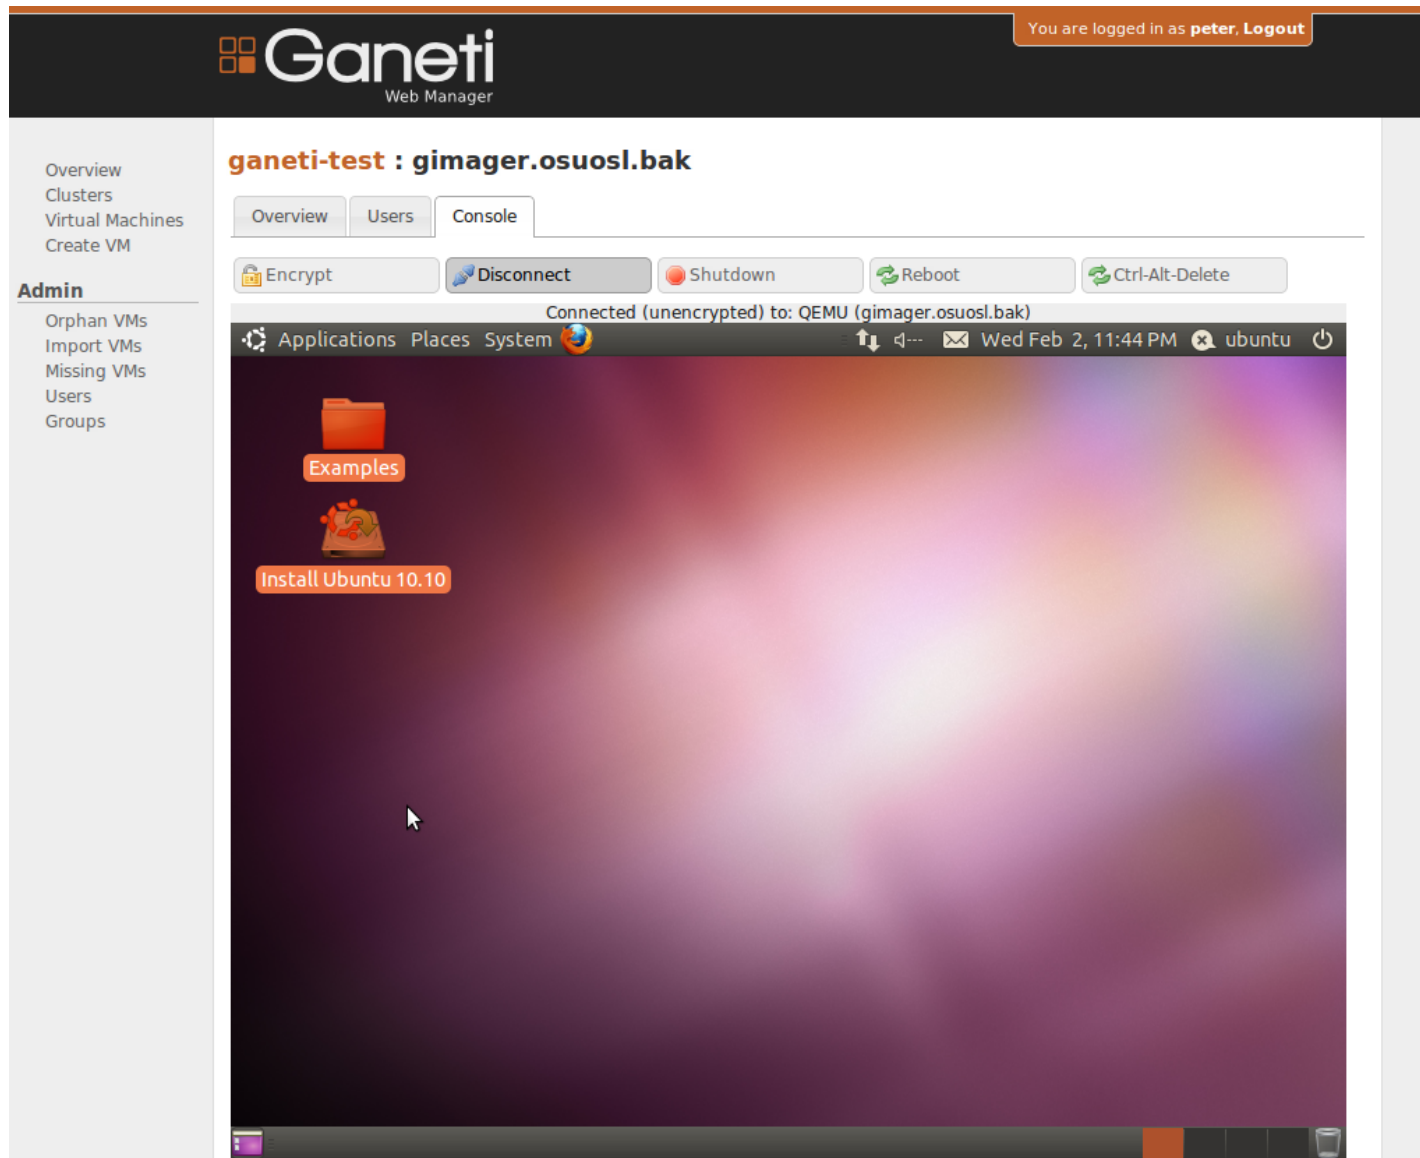 You are logged in as peter, Logout
Ganeti
Web Manager
Overview
Clusters
Virtual Machines
Create VM
Admin
Orphan VMs
Import VMs
Missing VMs
Users
Groups
ganeti-test : gimager.osuosl.bak
Overview Users Console
Encrypt Disconnect Shutdown Reboot Ctrl-Alt-Delete
Connected (unencrypted) to: QEMU (gimager.osuosl.bak)
Applications Places System Wed Feb 2, 11:44 PM ubuntu
Examples
Install Ubuntu 10.10